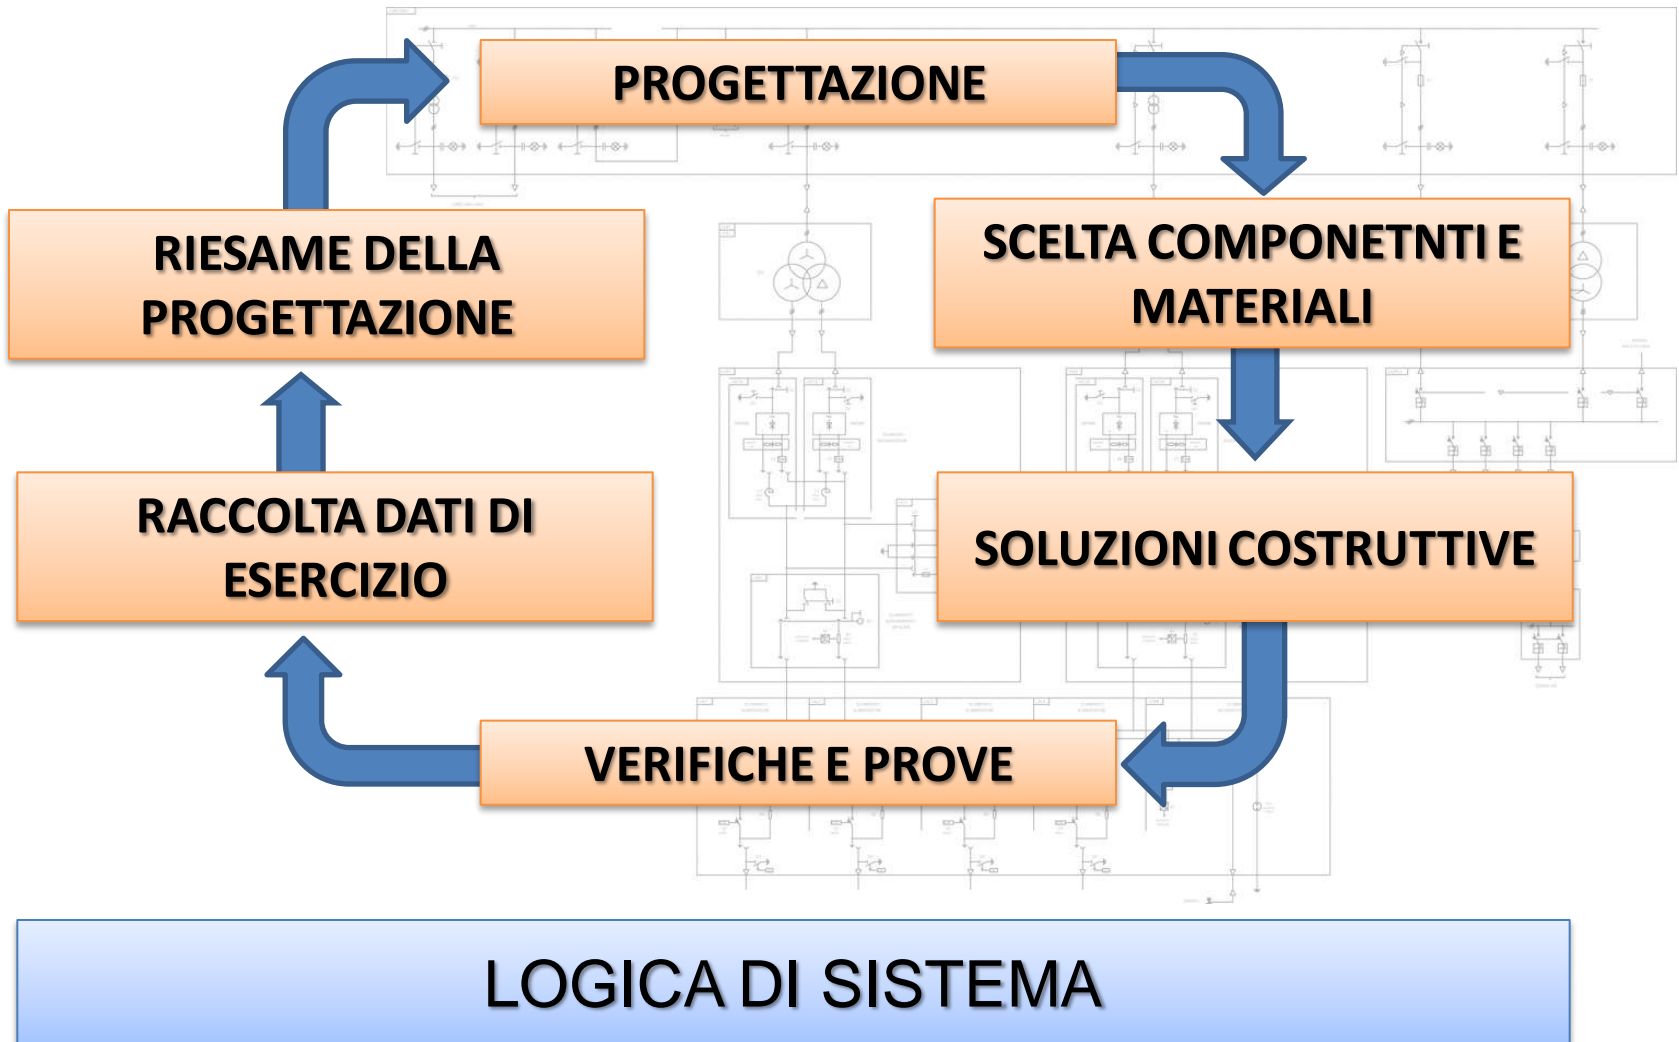 PROGETTAZIONE
SCELTA COMPONETNTI E
MATERIALI
SOLUZIONI COSTRUTTIVE
VERIFICHE E PROVE
RACCOLTA DATI DI
ESERCIZIO
RIESAME DELLA
PROGETTAZIONE
LOGICA DI SISTEMA